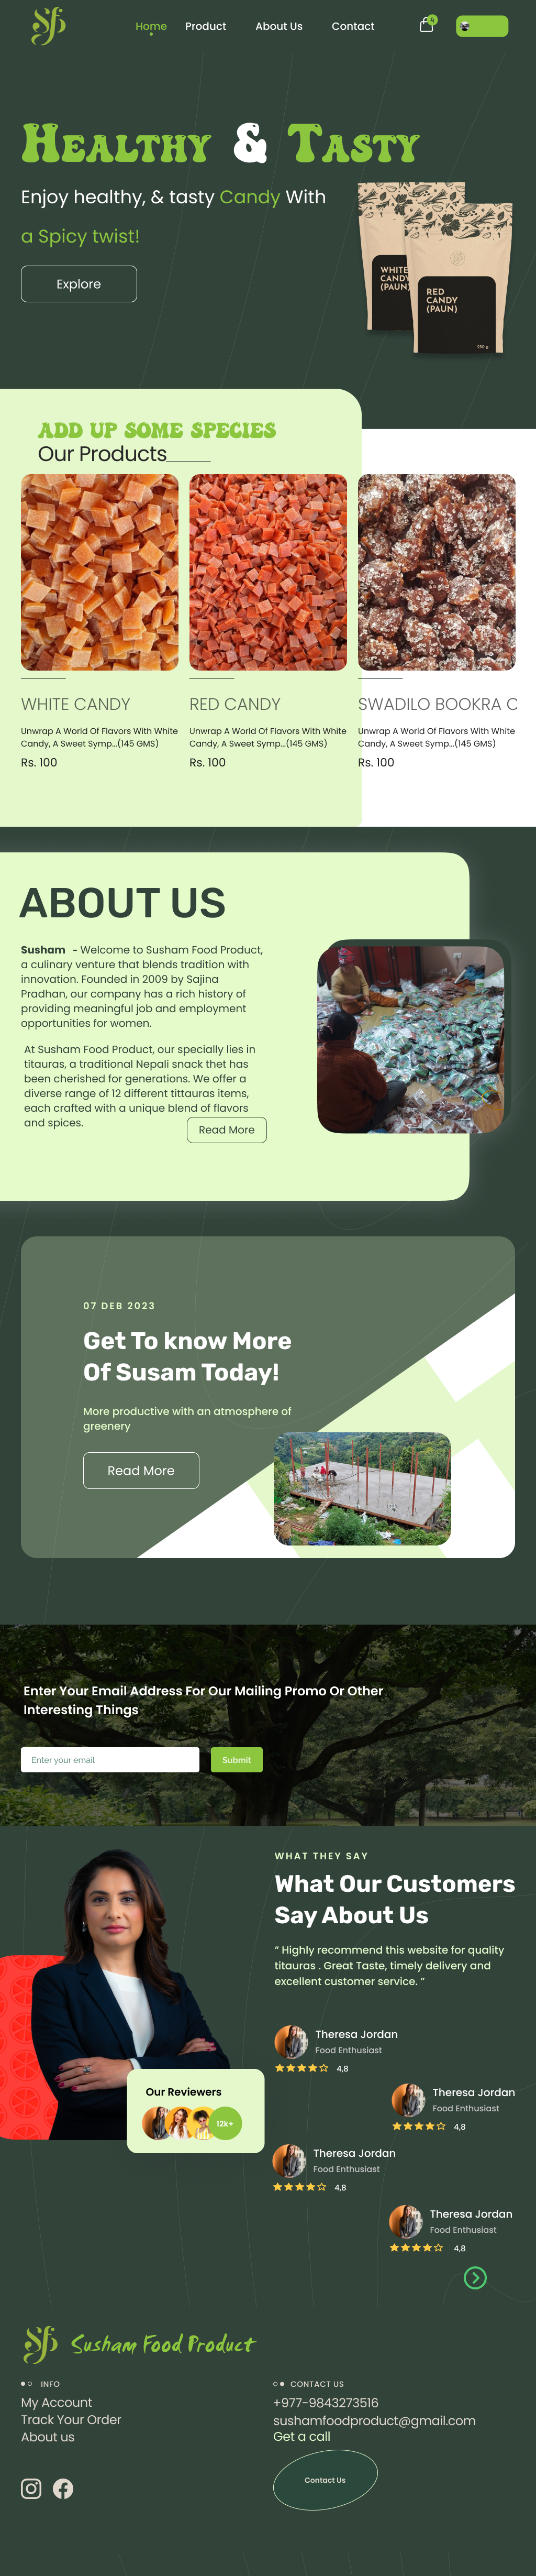 Home Product About Us Contact
HEALTHY & TASTY
Enjoy healthy, & tasty Candy With
a Spicy twist!
Explore
WHITE
CANDY
(PAUN)
RED
CANDY
(PAUN)
ADD UP SOME SPECIES
Our Products
WHITE CANDY
Unwrap A World Of Flavors With White
Candy, A Sweet Symp...(145 GMS)
Rs. 100
RED CANDY
Unwrap A World Of Flavors With White
Candy, A Sweet Symp...(145 GMS)
Rs. 100
SWADILO BOOKRA C
Unwrap A World Of Flavors With White
Candy, A Sweet Symp...(145 GMS)
Rs. 100
ABOUT US
Susham - Welcome to Susham Food Product,
a culinary venture that blends tradition with
innovation. Founded in 2009 by Sajina
Pradhan, our company has a rich history of
providing meaningful job and employment
opportunities for women.
At Susham Food Product, our specially lies in
titauras, a traditional Nepali snack thet has
been cherished for generations. We offer a
diverse range of 12 different tittauras items,
each crafted with a unique blend of flavors
and spices.
Read More
07 DEB 2023
Get To know More
Of Susam Today!
More productive with an atmosphere of
greenery
Read More
Enter Your Email Address For Our Mailing Promo Or Other
Interesting Things
Enter your email
Submit
WHAT THEY SAY
What Our Customers
Say About Us
“ Highly recommend this website for quality
titauras . Great Taste, timely delivery and
excellent customer service. ”
Our Reviewers
12k+
Theresa Jordan
Food Enthusiast
4,8
Theresa Jordan
Food Enthusiast
4,8
Theresa Jordan
Food Enthusiast
4,8
Theresa Jordan
Food Enthusiast
4,8
Susham Food Product
INFO
My Account
Track Your Order
About us
CONTACT US
+977-9843273516
sushamfoodproduct@gmail.com
Get a call
Contact Us